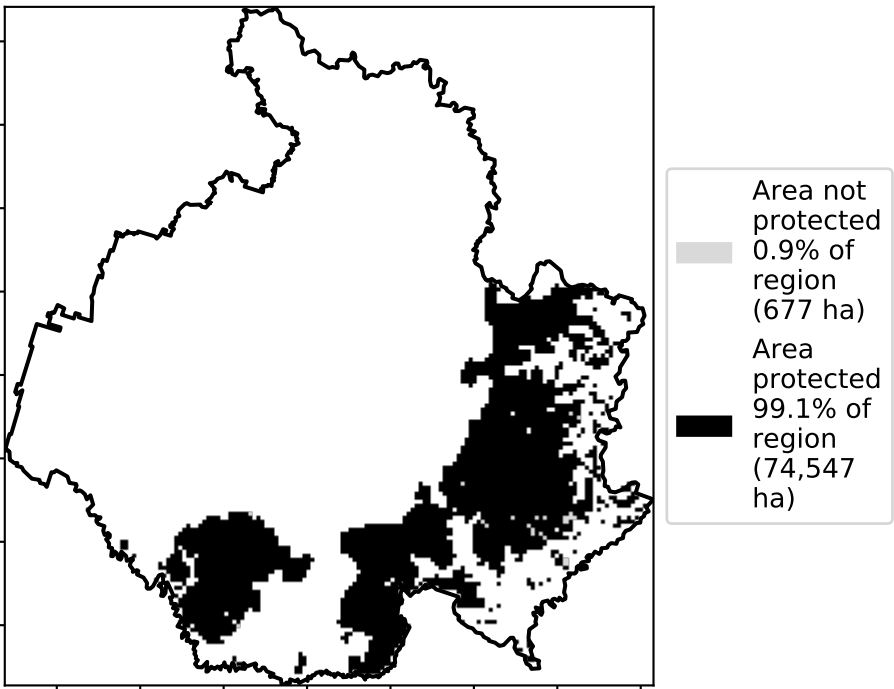 Area not
protected
0.9% of
region
(677 ha)
Area
protected
99.1% of
region
(74,547
ha)